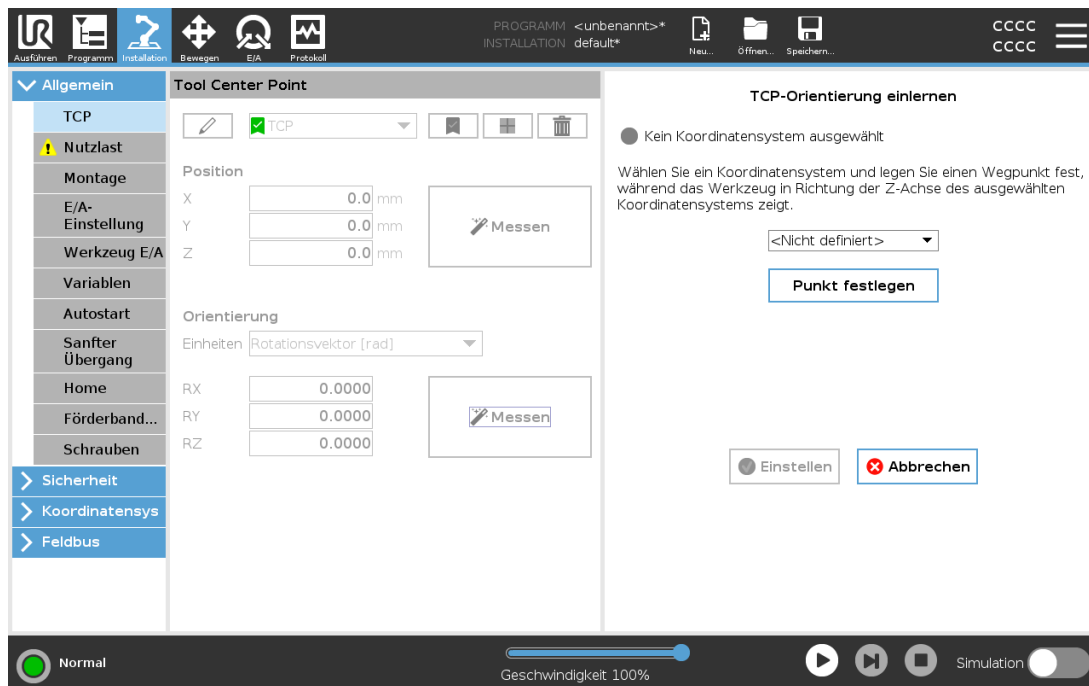 PROGRAMM <unbenannt>*
INSTALLATION default*
Ausführen
Programm
Installation
Bewegen
E/A
Protokoll
Neu...
Öffnen...
Speichern...
CCCC
CCCC
Allgemein
TCP
Nutzlast
Montage
E/A-
Einstellung
Werkzeug E/A
Variablen
Autostart
Sanfter
Übergang
Home
Förderband...
Schrauben
Sicherheit
Koordinatensys
Feldbus
Tool Center Point
TCP
Position
X 0.0 mm
Y 0.0 mm
Z 0.0 mm
Messen
Orientierung
Einheiten Rotationsvektor [rad]
RX 0.0000
RY 0.0000
RZ 0.0000
Messen
TCP-Orientierung einlernen
Kein Koordinatensystem ausgewählt
Wählen Sie ein Koordinatensystem und legen Sie einen Wegpunkt fest,
während das Werkzeug in Richtung der Z-Achse des ausgewählten
Koordinatensystems zeigt.
<Nicht definiert>
Punkt festlegen
Einstellen
Abbrechen
Normal
Geschwindigkeit 100%
Simulation